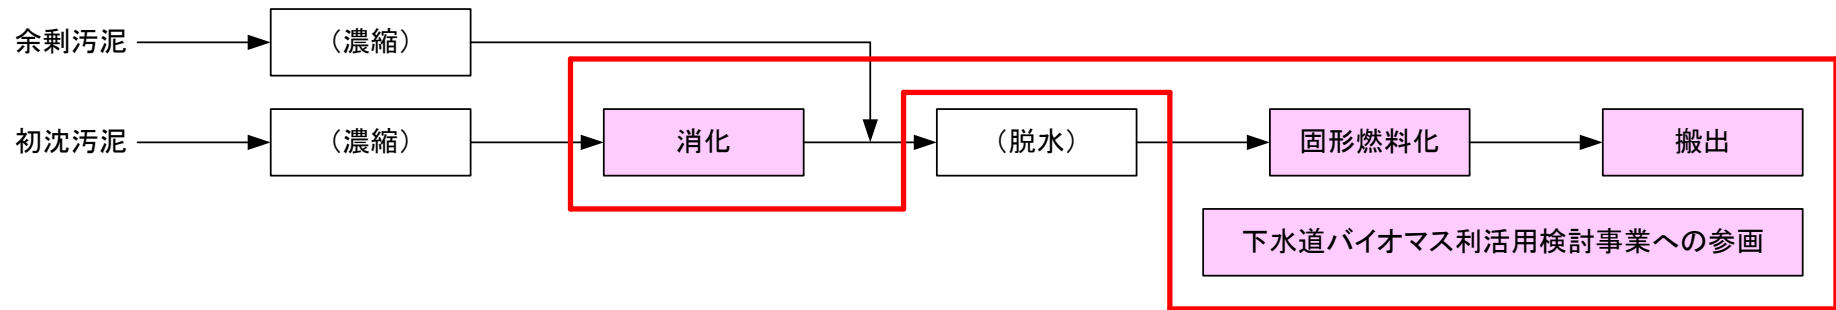 余剰汚泥
（濃縮）
初沈汚泥
（濃縮）
消化
（脱水）
固形燃料化
搬出
下水道バイオマス利活用検討事業への参画